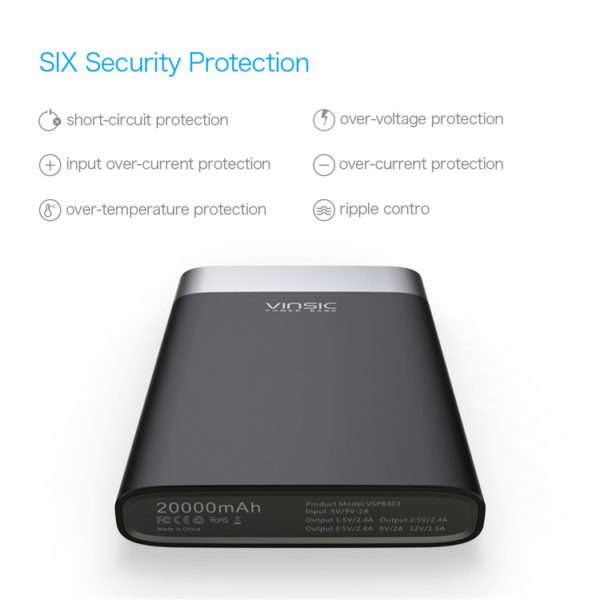 SIX Security Protection
short-circuit protection
over-voltage protection
input over-current protection
over-current protection
over-temperature protection
ripple contro
VINSIC
POWER BANK
20000mAh
FC CE RoHS
Made in China
Product Model:VSPB303
Input :5V/9V-2A
Output 1:5V/2.4A Output 2:5V/2.4A
Output 3:5V/2.4A 9V/2A 12V/1.5A